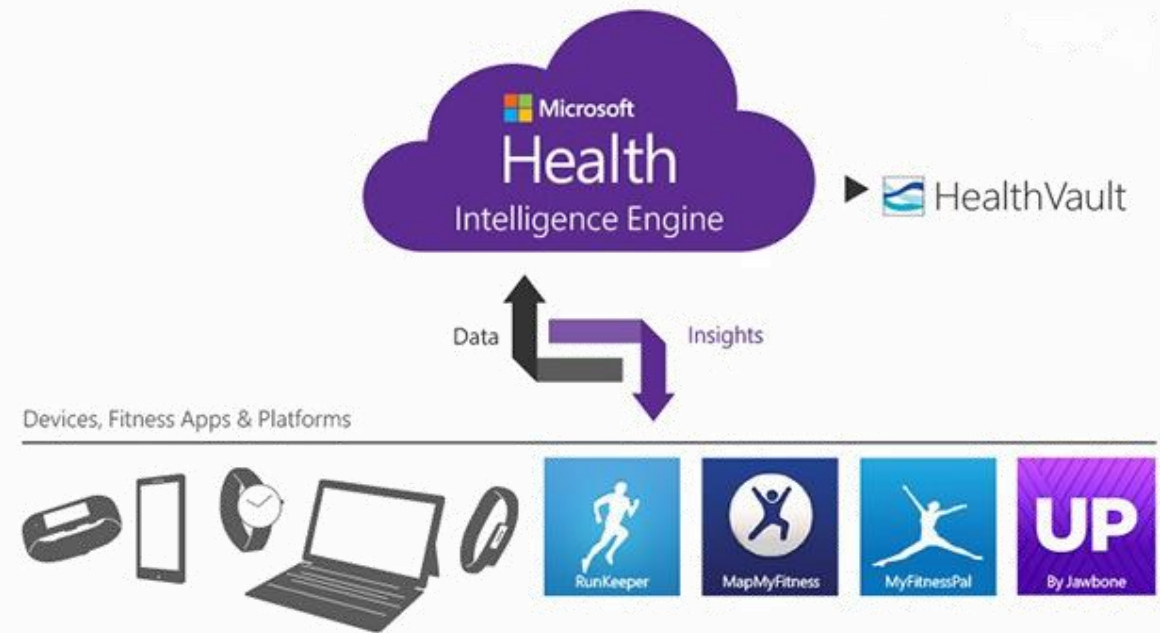 Microsoft
Health
Intelligence Engine
HealthVault
Data
Insights
Devices, Fitness Apps & Platforms
RunKeeper
MapMyFitness
MyFitnessPal
UP
By Jawbone